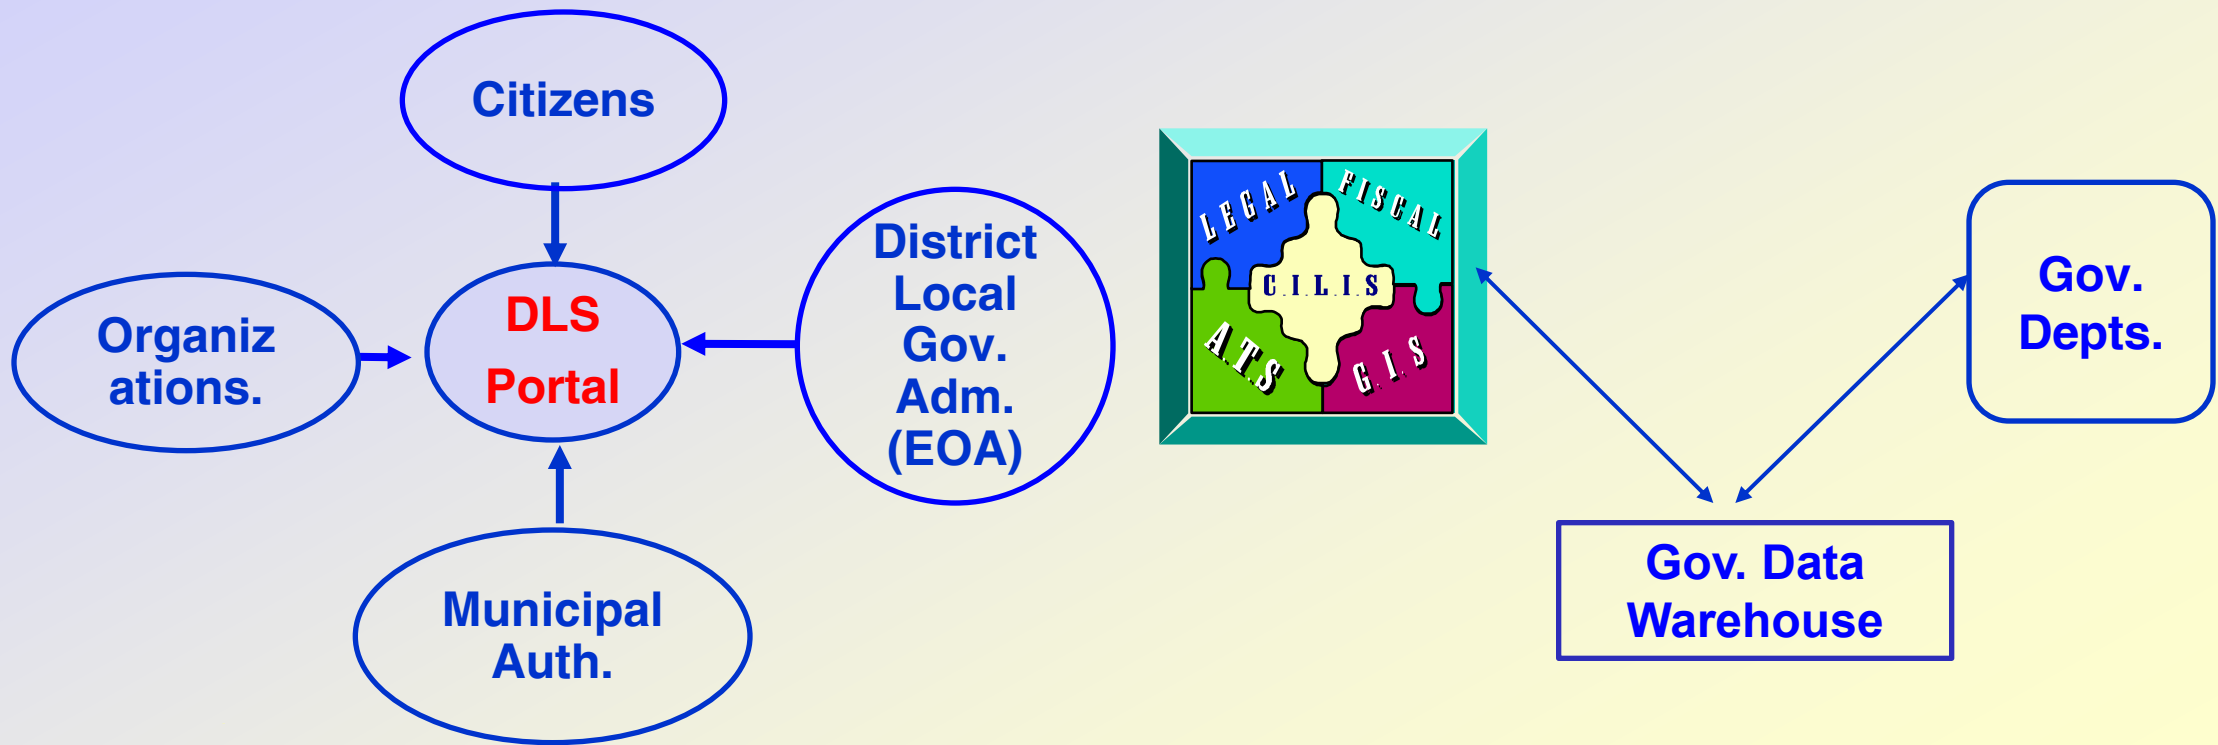 Citizens
Organiz
ations.
DLS
Portal
District
Local
Gov.
Adm.
(EOA)
Municipal
Auth.
LEGAL
FISCAL
C.I.L.I.S
A.T.S
G.I.S
Gov.
Depts.
Gov. Data
Warehouse